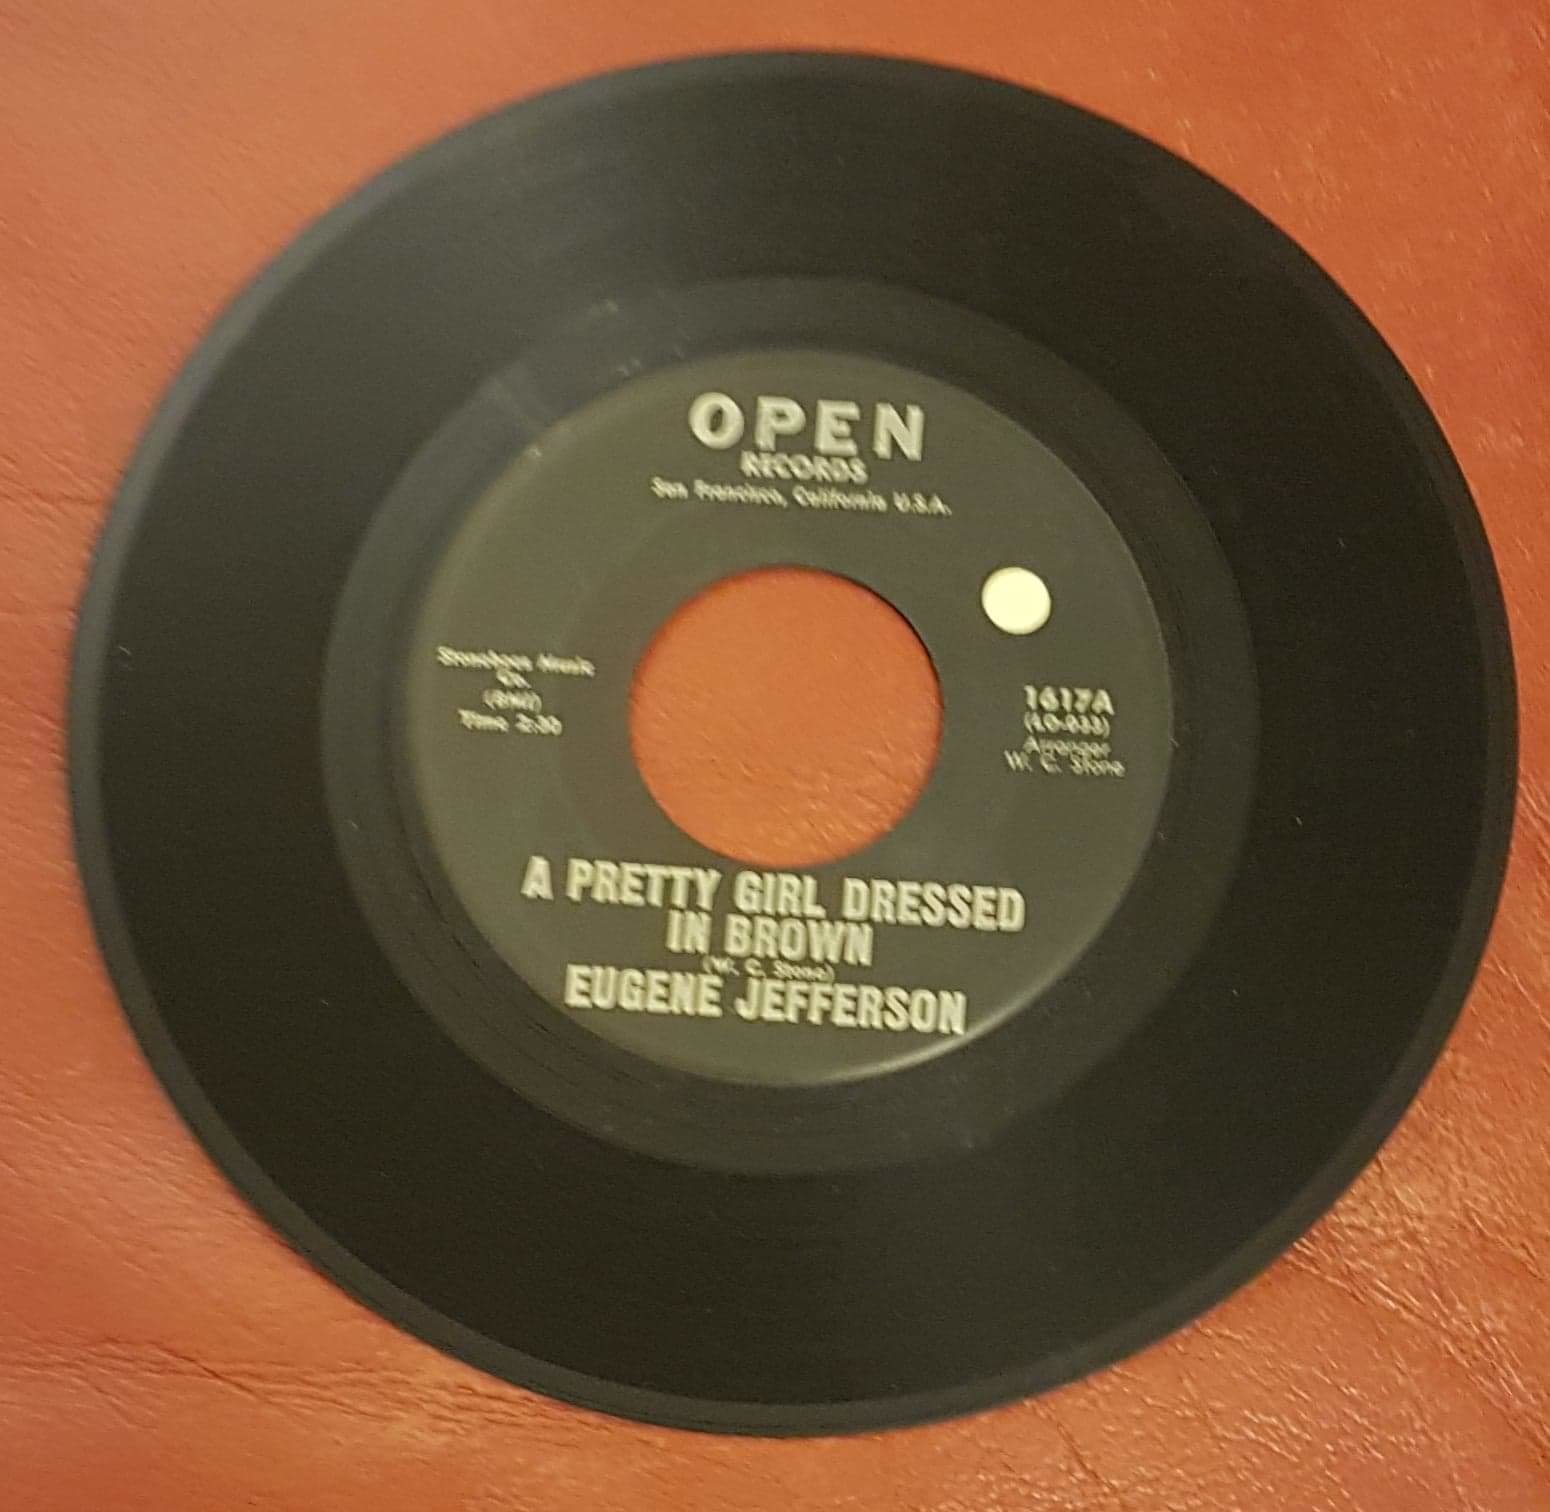 OPEN
RECORDS
San Francisco, California U.S.A.
Music
Co.
(BMI)
Time 2:30
1617A
Arranger
W. C. Stone
A PRETTY GIRL DRESSED
IN BROWN
(W. C. Stone)
EUGENE JEFFERSON